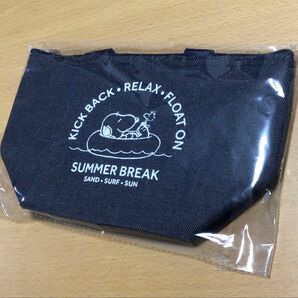 KICK BACK • RELAX • FLOAT ON
SUMMER BREAK
SAND • SURF • SUN